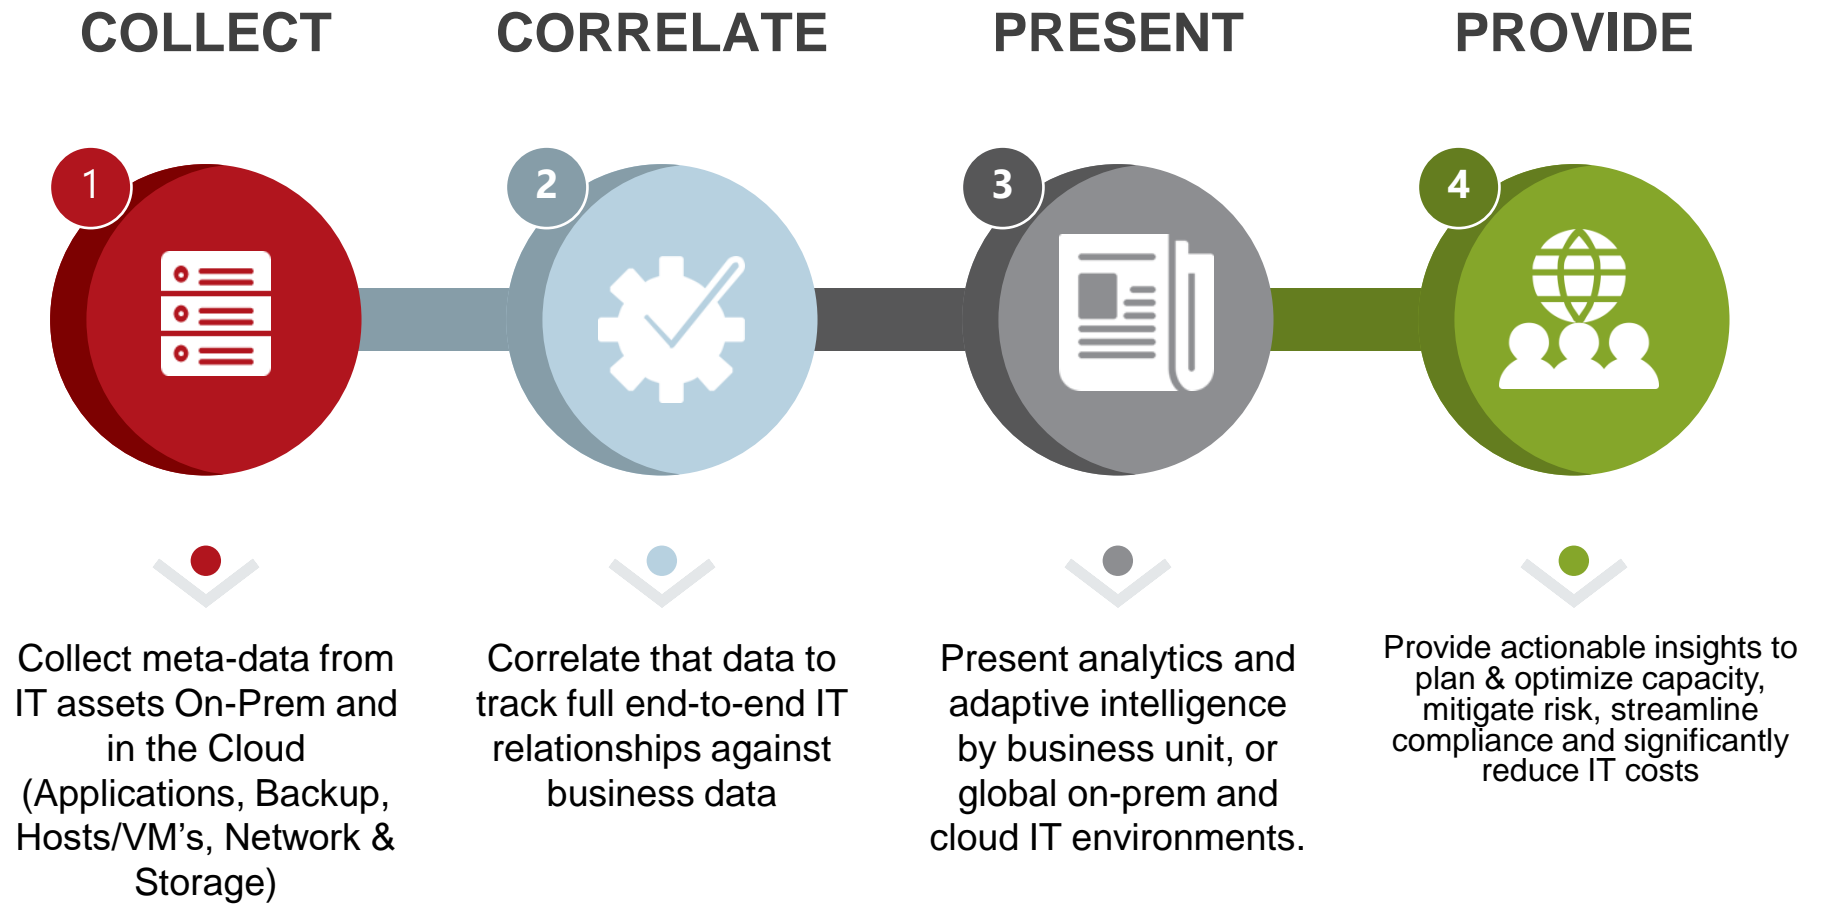 COLLECT
CORRELATE
PRESENT
PROVIDE
1
2
3
4
Collect meta-data from
IT assets On-Prem and
in the Cloud
(Applications, Backup,
Hosts/VM’s, Network &
Storage)
Correlate that data to
track full end-to-end IT
relationships against
business data
Present analytics and
adaptive intelligence
by business unit, or
global on-prem and
cloud IT environments.
Provide actionable insights to
plan & optimize capacity,
mitigate risk, streamline
compliance and significantly
reduce IT costs